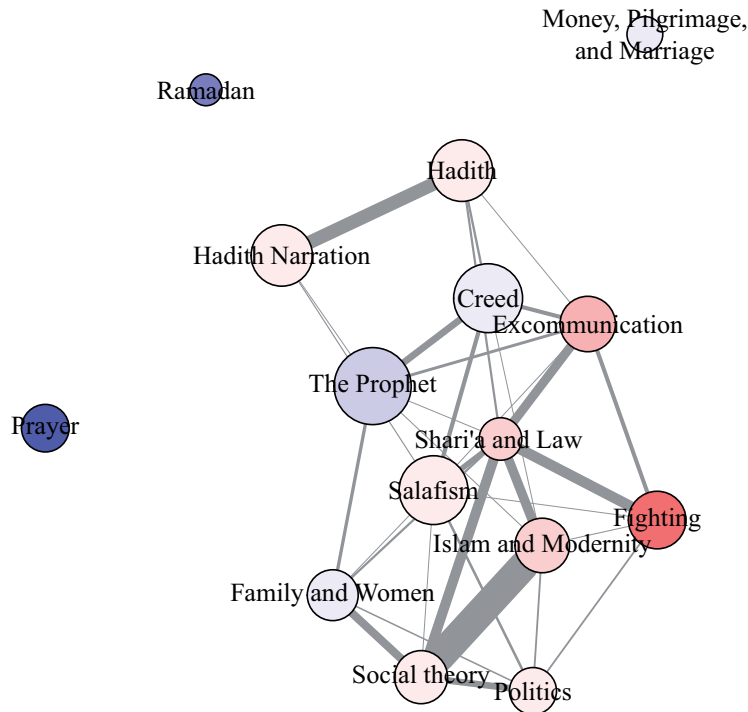 Money, Pilgrimage,
and Marriage
Ramadan
Hadith
Hadith Narration
Creed
Excommunication
The Prophet
Prayer
Shari'a and Law
Salafism
Fighting
Islam and Modernity
Family and Women
Social theory
Politics